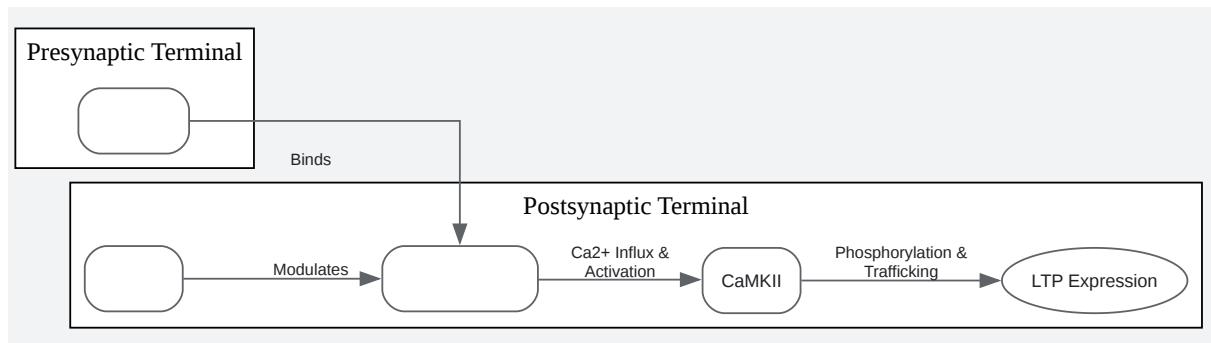 Presynaptic Terminal
Binds
Postsynaptic Terminal
Modulates
Ca2+ Influx &
Activation
CaMKII
Phosphorylation &
Trafficking
LTP Expression